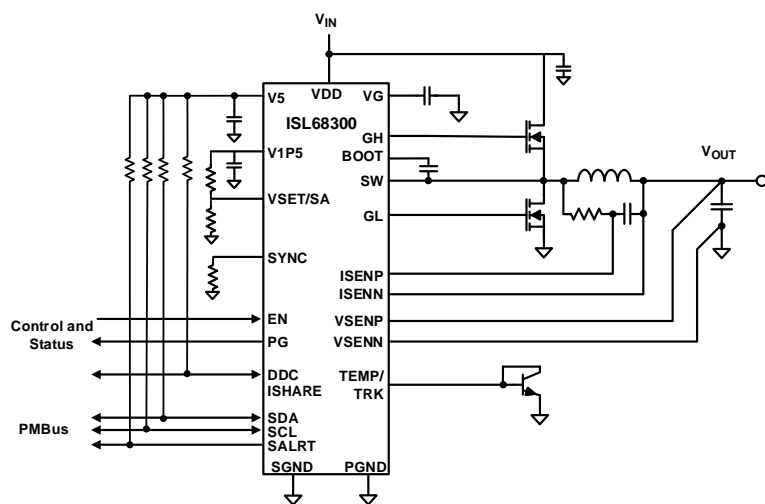 VIN
V5
VDD
VG
ISL68300
GH
V1P5
BOOT
SW
VOUT
VSET/SA
GL
SYNC
ISENP
ISENN
Control and
Status
EN
VSENP
PG
VSENN
DDC
ISHARE
TEMP/
TRK
PMBus
SDA
SCL
SALRT
SGND
PGND